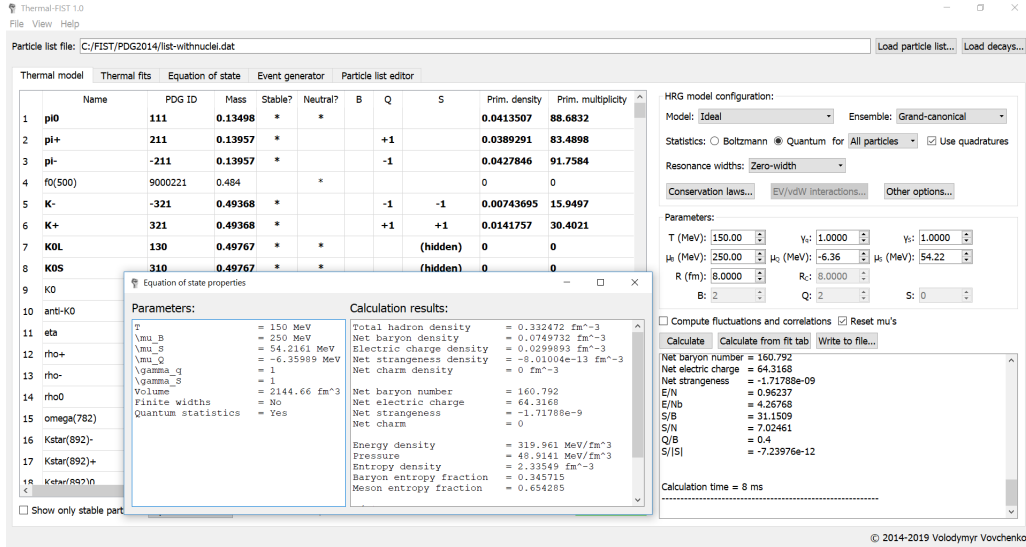 Thermal-FIST 1.0
File View Help
Particle list file: C:/FIST/PDG2014/list-withnuclei.dat Load particle list... Load decays...
Thermal model Thermal fits Equation of state Event generator Particle list editor
Name PDG ID Mass Stable? Neutral? B Q S Prim. density Prim. multiplicity
1 pi0 111 0.13498 * * 0.0413507 88.6832
2 pi+ 211 0.13957 * +1 0.0389291 83.4898
3 pi- -211 0.13957 * -1 0.0427846 91.7584
4 f0(500) 9000221 0.484 * 0 0
5 K- -321 0.49368 * -1 -1 0.00743695 15.9497
6 K+ 321 0.49368 * +1 +1 0.0141757 30.4021
7 K0L 130 0.49767 * * (hidden) 0 0
8 K0S 310 0.49767 * * (hidden) 0 0
9 K0
10 anti-K0
11 eta
12 rho+
13 rho-
14 rho0
15 omega(782)
16 Kstar(892)-
17 Kstar(892)+
18 Kstar(892)0
Show only stable part
Equation of state properties
Parameters:
T = 150 MeV
\mu_B = 250 MeV
\mu_S = 54.2161 MeV
\mu_Q = -6.35989 MeV
\gamma_q = 1
\gamma_S = 1
Volume = 2144.66 fm^3
Finite widths = No
Quantum statistics = Yes
Calculation results:
Total hadron density = 0.332472 fm^-3
Net baryon density = 0.0749732 fm^-3
Electric charge density = 0.0299893 fm^-3
Net strangeness density = -8.01004e-13 fm^-3
Net charm density = 0 fm^-3
Net baryon number = 160.792
Net electric charge = 64.3168
Net strangeness = -1.71788e-9
Net charm = 0
Energy density = 319.961 MeV/fm^3
Pressure = 48.9141 MeV/fm^3
Entropy density = 2.33549 fm^-3
Baryon entropy fraction = 0.345715
Meson entropy fraction = 0.654285
HRG model configuration:
Model: Ideal Ensemble: Grand-canonical
Statistics: Boltzmann Quantum for All particles Use quadratures
Resonance widths: Zero-width
Conservation laws... EV/vdW interactions... Other options...
Parameters:
T (MeV): 150.00 γq: 1.0000 γS: 1.0000
μB (MeV): 250.00 μQ (MeV): -6.36 μS (MeV): 54.22
R (fm): 8.0000 RC: 8.0000
B: 2 Q: 2 S: 0
Compute fluctuations and correlations Reset mu's
Calculate Calculate from fit tab Write to file...
Net baryon number = 160.792
Net electric charge = 64.3168
Net strangeness = -1.71788e-09
E/N = 0.96237
E/Nb = 4.26768
S/B = 31.1509
S/N = 7.02461
Q/B = 0.4
S/|S| = -7.23976e-12
Calculation time = 8 ms
----------------------------------------------------------
© 2014-2019 Volodymyr Vovchenko